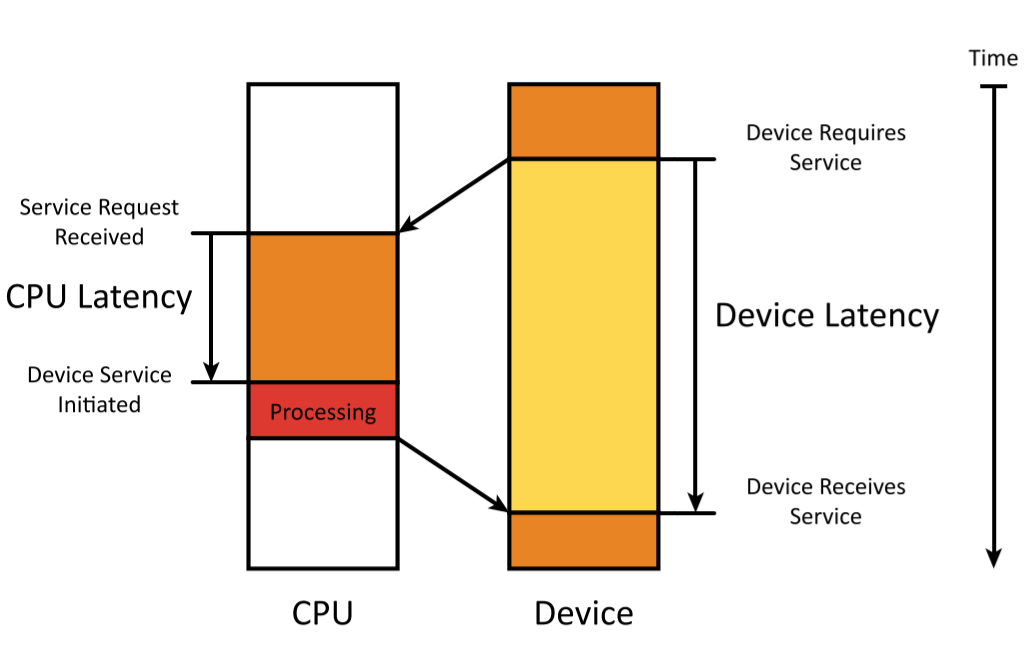 Time
Device Requires
Service
Service Request
Received
CPU Latency
Device Latency
Device Service
Initiated
Processing
Device Receives
Service
CPU
Device